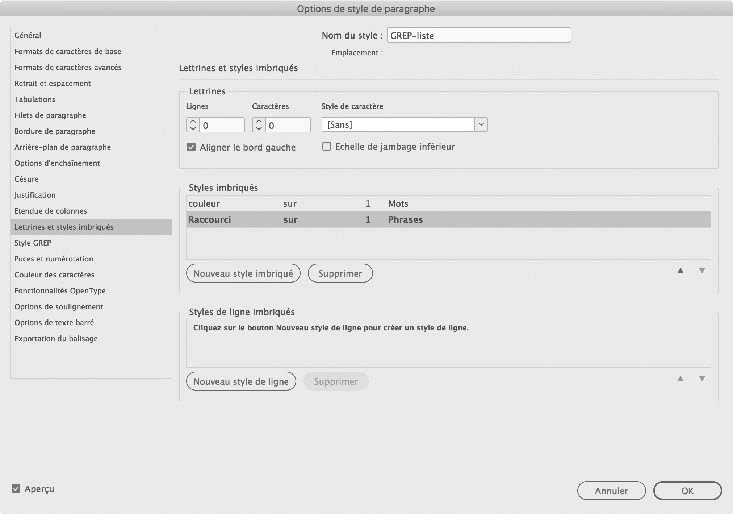 Options de style de paragraphe
Général
Formats de caractères de base
Formats de caractères avancés
Retrait et espacement
Tabulations
Filets de paragraphe
Bordure de paragraphe
Arrière-plan de paragraphe
Options d'enchaînement
Césure
Justification
Etendue de colonnes
Lettrines et styles imbriqués
Style GREP
Puces et numérotation
Couleur des caractères
Fonctionnalités OpenType
Options de soulignement
Options de texte barré
Exportation du balisage
Nom du style : GREP-liste
Emplacement :
Lettrines et styles imbriqués
Lettrines
Lignes Caractères Style de caractère
0 0 [Sans]
Aligner le bord gauche Echelle de jambage inférieur
Styles imbriqués
couleur sur 1 Mots
Raccourci sur 1 Phrases
Nouveau style imbriqué Supprimer
Styles de ligne imbriqués
Cliquez sur le bouton Nouveau style de ligne pour créer un style de ligne.
Nouveau style de ligne Supprimer
Aperçu Annuler OK